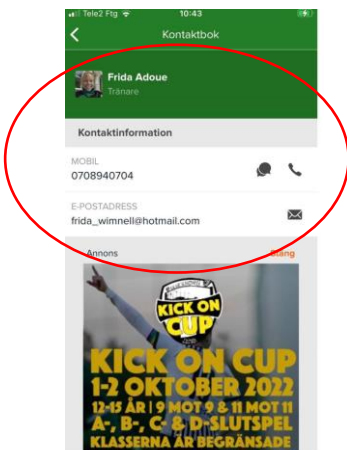 Tele2 Ftg
10:43
Kontaktbok
Frida Adoue
Tränare
Kontaktinformation
MOBIL
0708940704
E-POSTADRESS
frida_wimnell@hotmail.com
Annons
Stäng
KICK ON
CUP
KICK ON CUP
1-2 OKTOBER 2022
12-15 ÅR | 9 MOT 9 & 11 MOT 11
A-, B-, C- & D-SLUTSPEL
KLASSERNA ÄR BEGRÄNSADE